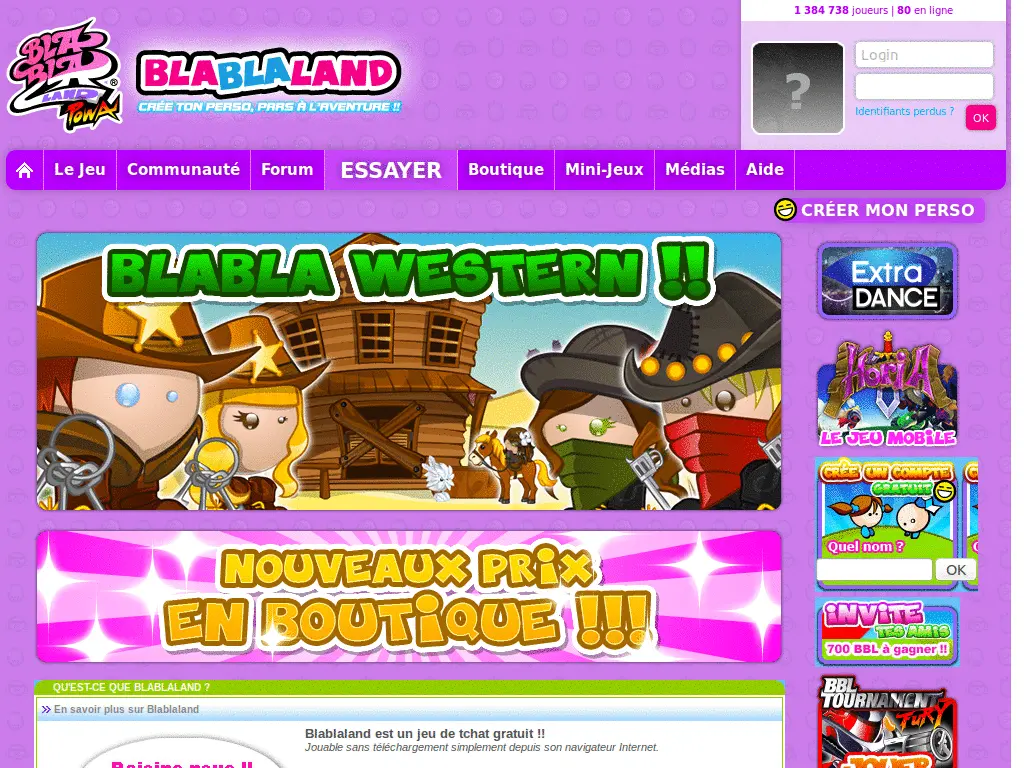 1 384 738 joueurs | 80 en ligne
BLA
BLA
LAND
POWA
®
BLABLALAND
CRÉE TON PERSO, PARS À L'AVENTURE !!
?
Login
Identifiants perdus ?
OK
Le Jeu
Communauté
Forum
ESSAYER
Boutique
Mini-Jeux
Médias
Aide
CRÉER MON PERSO
BLABLA WESTERN !!
Extra
DANCE
HORIA
LE JEU MOBILE
CRÉE UN COMPTE
GRATUIT
Quel nom ?
OK
NOUVEAUX PRIX
EN BOUTIQUE !!!
INVITE
TES AMIS
700 BBL à gagner !!
QU'EST-CE QUE BLABLALAND ?
En savoir plus sur Blablaland
BBL
TOURNAMENT
FURY
JOUER
Blablaland est un jeu de tchat gratuit !!
Jouable sans téléchargement simplement depuis son navigateur Internet.